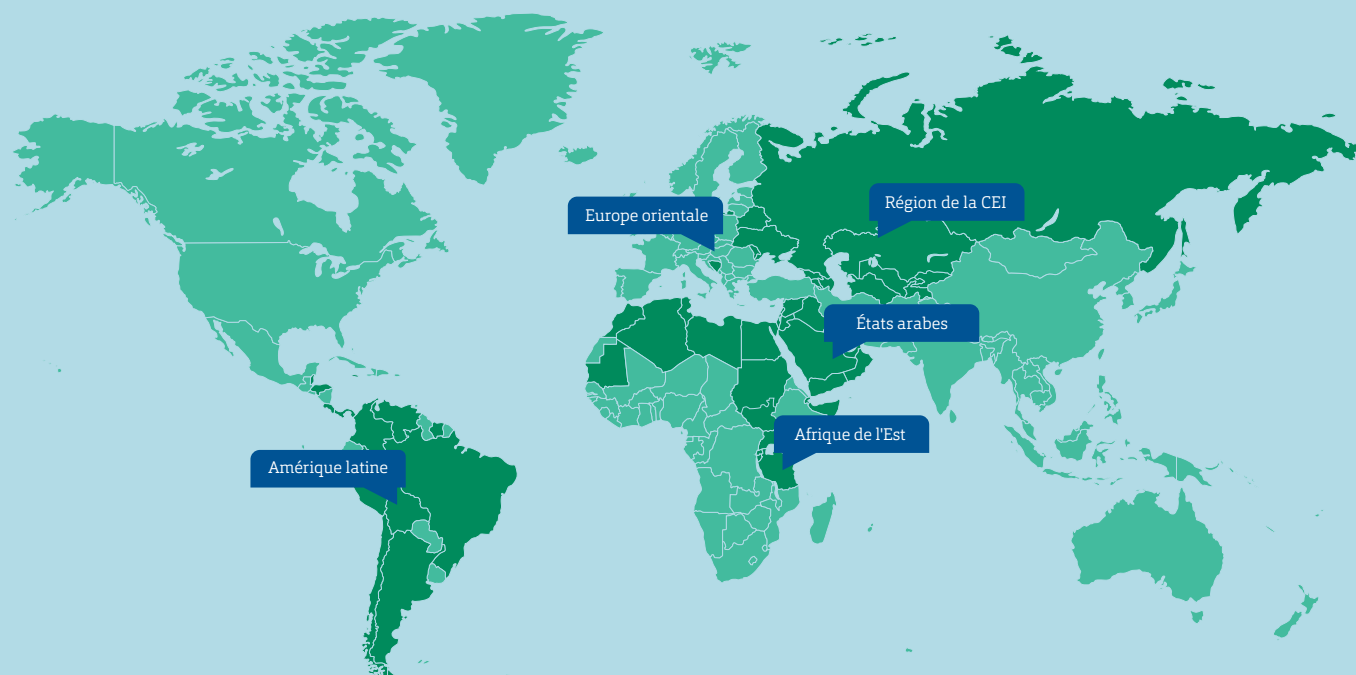 Région de la CEI
Europe orientale
États arabes
Afrique de l'Est
Amérique latine